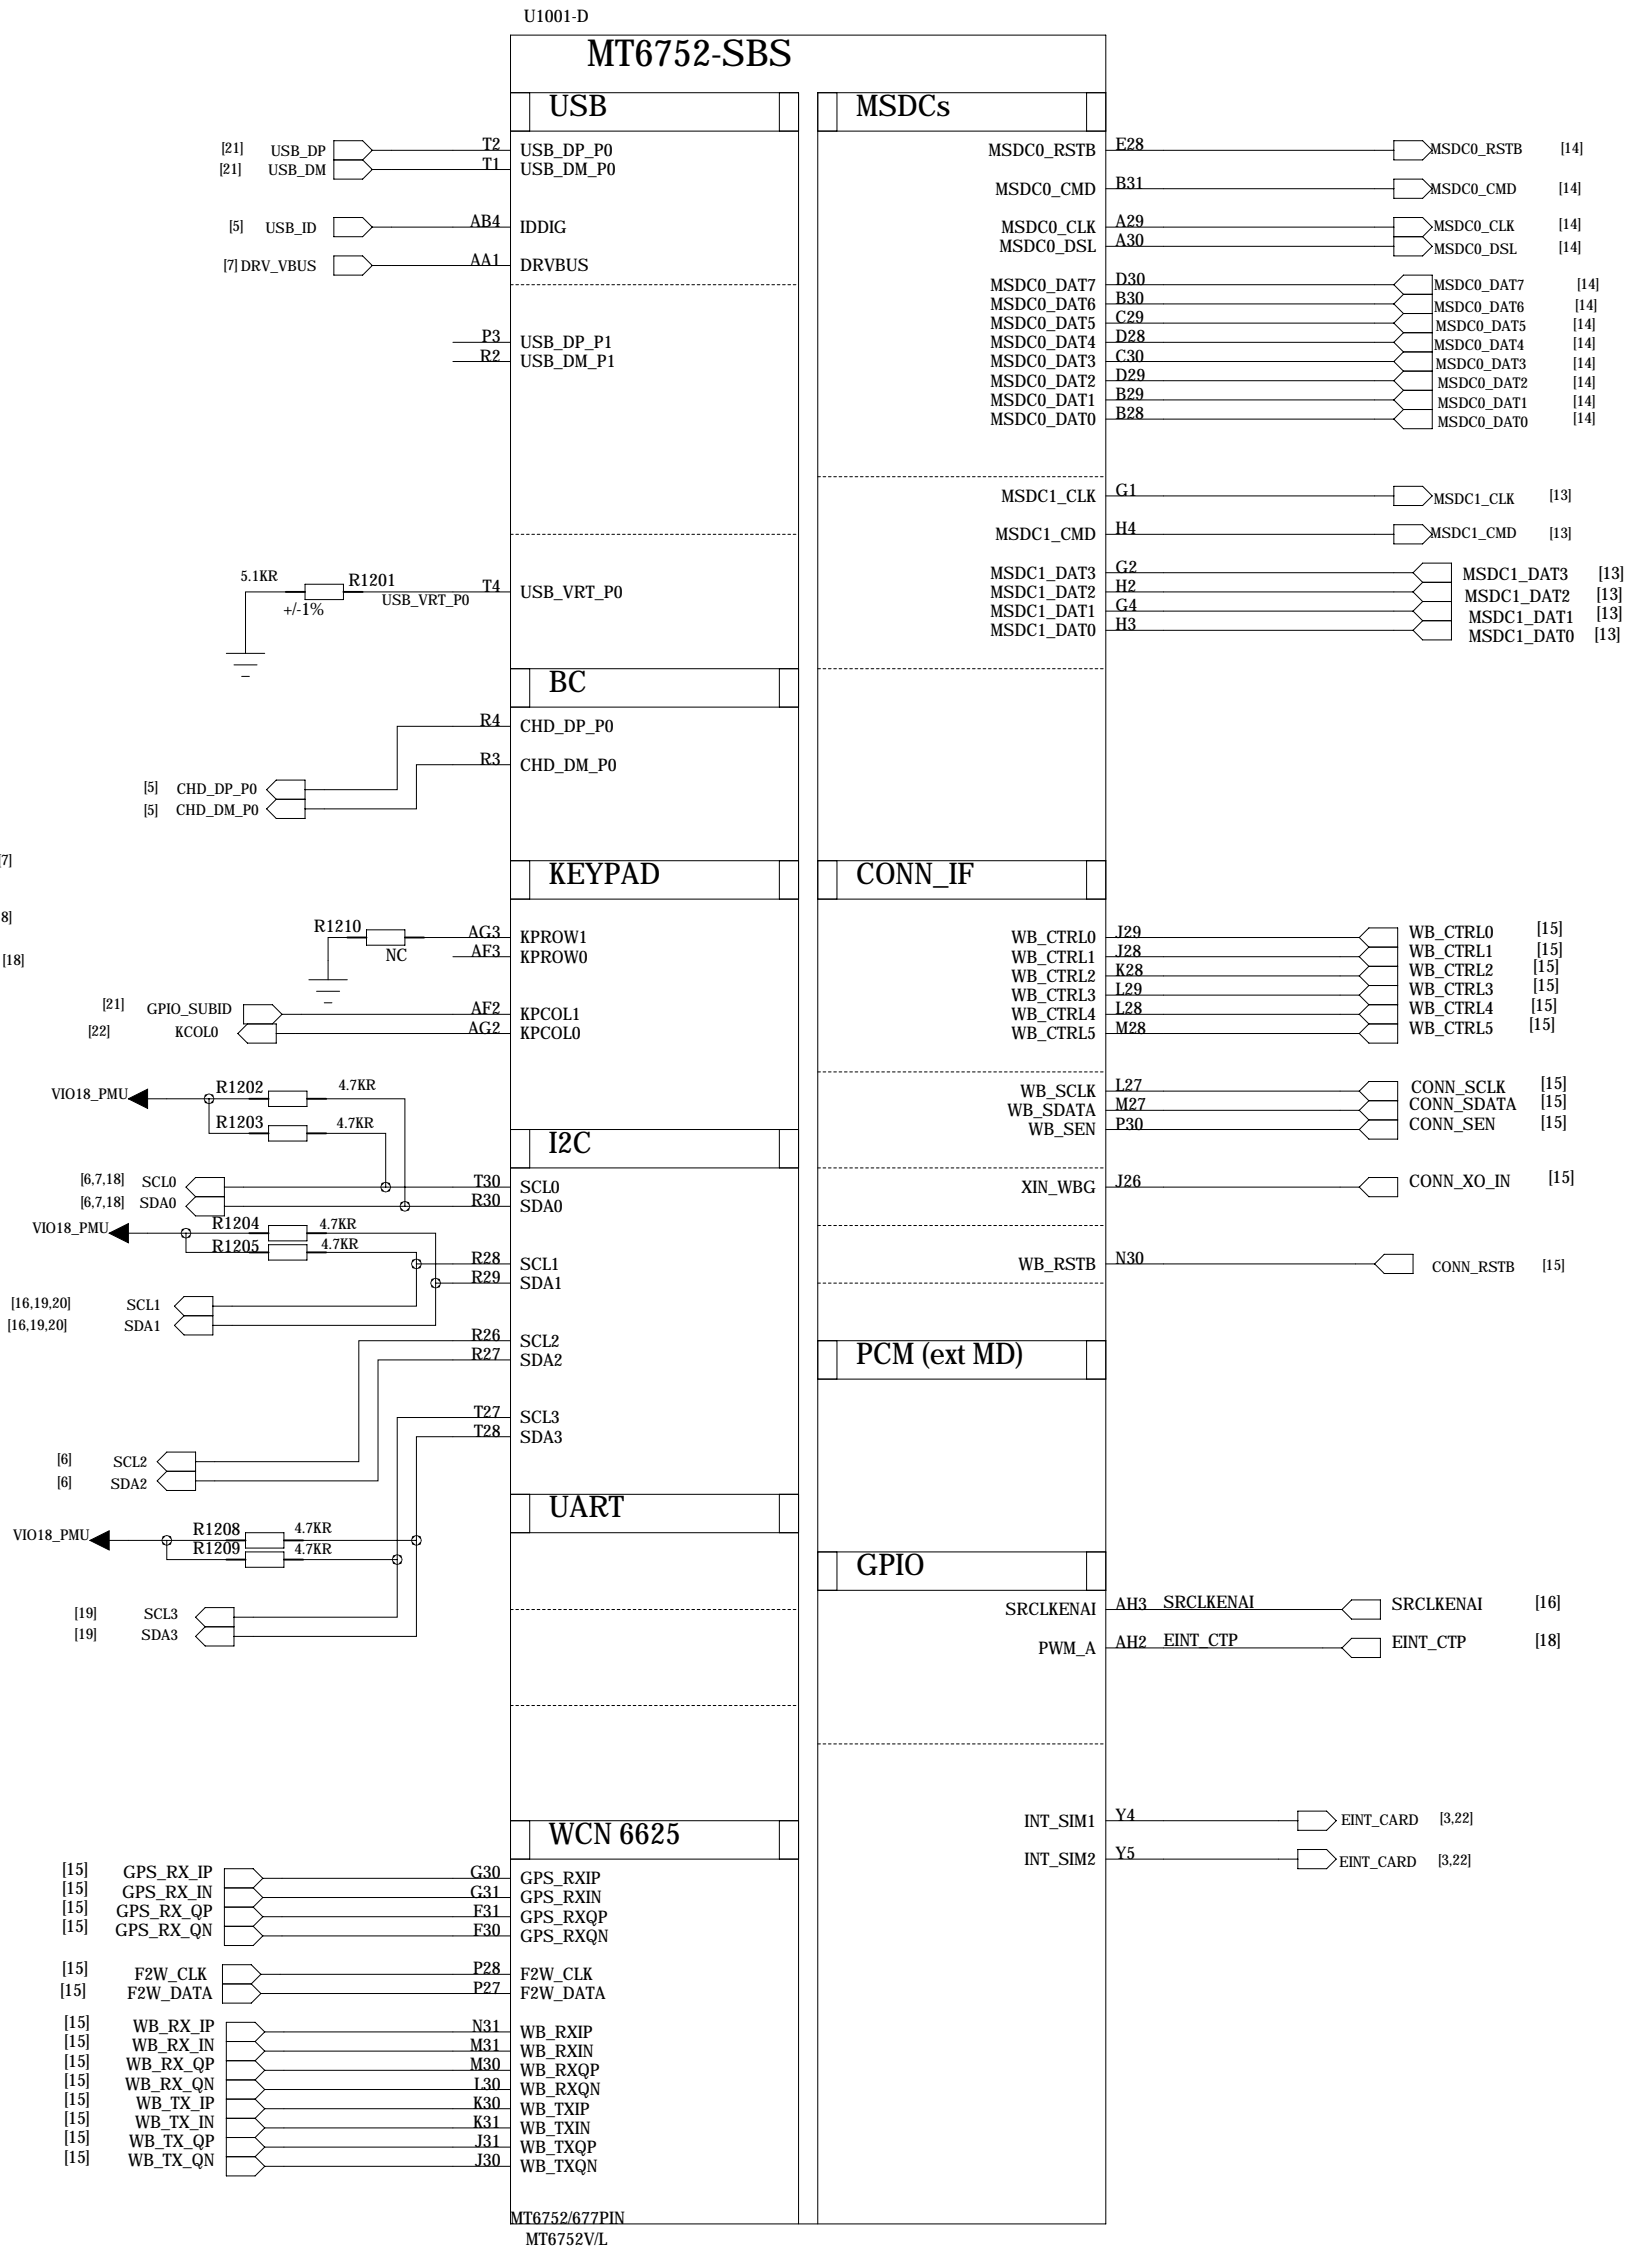 U1001-D
MT6752-SBS
USB
[21] USB_DP T2 USB_DP_P0
[21] USB_DM T1 USB_DM_P0
[5] USB_ID AB4 IDDIG
[7] DRV_VBUS AA1 DRVBUS
P3 USB_DP_P1
R2 USB_DM_P1
5.1KR R1201 T4 USB_VRT_P0
+/-1% USB_VRT_P0
BC
R4 CHD_DP_P0
R3 CHD_DM_P0
[5] CHD_DP_P0
[5] CHD_DM_P0
7]
8]
[18]
KEYPAD
R1210 AG3 KPROW1
NC AF3 KPROW0
[21] GPIO_SUBID AF2 KPCOL1
[22] KCOL0 AG2 KPCOL0
VIO18_PMU R1202 4.7KR
R1203 4.7KR
I2C
[6,7,18] SCL0 T30 SCL0
[6,7,18] SDA0 R30 SDA0
VIO18_PMU R1204 4.7KR
R1205 4.7KR
R28 SCL1
R29 SDA1
[16,19,20] SCL1
[16,19,20] SDA1
R26 SCL2
R27 SDA2
T27 SCL3
T28 SDA3
[6] SCL2
[6] SDA2
UART
VIO18_PMU R1208 4.7KR
R1209 4.7KR
[19] SCL3
[19] SDA3
WCN 6625
[15] GPS_RX_IP G30 GPS_RXIP
[15] GPS_RX_IN G31 GPS_RXIN
[15] GPS_RX_QP F31 GPS_RXQP
[15] GPS_RX_QN F30 GPS_RXQN
[15] F2W_CLK P28 F2W_CLK
[15] F2W_DATA P27 F2W_DATA
[15] WB_RX_IP N31 WB_RXIP
[15] WB_RX_IN M31 WB_RXIN
[15] WB_RX_QP M30 WB_RXQP
[15] WB_RX_QN L30 WB_RXQN
[15] WB_TX_IP K30 WB_TXIP
[15] WB_TX_IN K31 WB_TXIN
[15] WB_TX_QP J31 WB_TXQP
[15] WB_TX_QN J30 WB_TXQN
MT6752/677PIN
MT6752V/L
MSDCs
MSDC0_RSTB E28 MSDC0_RSTB [14]
MSDC0_CMD B31 MSDC0_CMD [14]
MSDC0_CLK A29 MSDC0_CLK [14]
MSDC0_DSL A30 MSDC0_DSL [14]
MSDC0_DAT7 D30 MSDC0_DAT7 [14]
MSDC0_DAT6 B30 MSDC0_DAT6 [14]
MSDC0_DAT5 C29 MSDC0_DAT5 [14]
MSDC0_DAT4 D28 MSDC0_DAT4 [14]
MSDC0_DAT3 C30 MSDC0_DAT3 [14]
MSDC0_DAT2 D29 MSDC0_DAT2 [14]
MSDC0_DAT1 B29 MSDC0_DAT1 [14]
MSDC0_DAT0 B28 MSDC0_DAT0 [14]
MSDC1_CLK G1 MSDC1_CLK [13]
MSDC1_CMD H4 MSDC1_CMD [13]
MSDC1_DAT3 G2 MSDC1_DAT3 [13]
MSDC1_DAT2 H2 MSDC1_DAT2 [13]
MSDC1_DAT1 G4 MSDC1_DAT1 [13]
MSDC1_DAT0 H3 MSDC1_DAT0 [13]
CONN_IF
WB_CTRL0 J29 WB_CTRL0 [15]
WB_CTRL1 J28 WB_CTRL1 [15]
WB_CTRL2 K28 WB_CTRL2 [15]
WB_CTRL3 L29 WB_CTRL3 [15]
WB_CTRL4 L28 WB_CTRL4 [15]
WB_CTRL5 M28 WB_CTRL5 [15]
WB_SCLK L27 CONN_SCLK [15]
WB_SDATA M27 CONN_SDATA [15]
WB_SEN P30 CONN_SEN [15]
XIN_WBG J26 CONN_XO_IN [15]
WB_RSTB N30 CONN_RSTB [15]
PCM (ext MD)
GPIO
SRCLKENAI AH3 SRCLKENAI SRCLKENAI [16]
PWM_A AH2 EINT_CTP EINT_CTP [18]
INT_SIM1 Y4 EINT_CARD [3,22]
INT_SIM2 Y5 EINT_CARD [3,22]